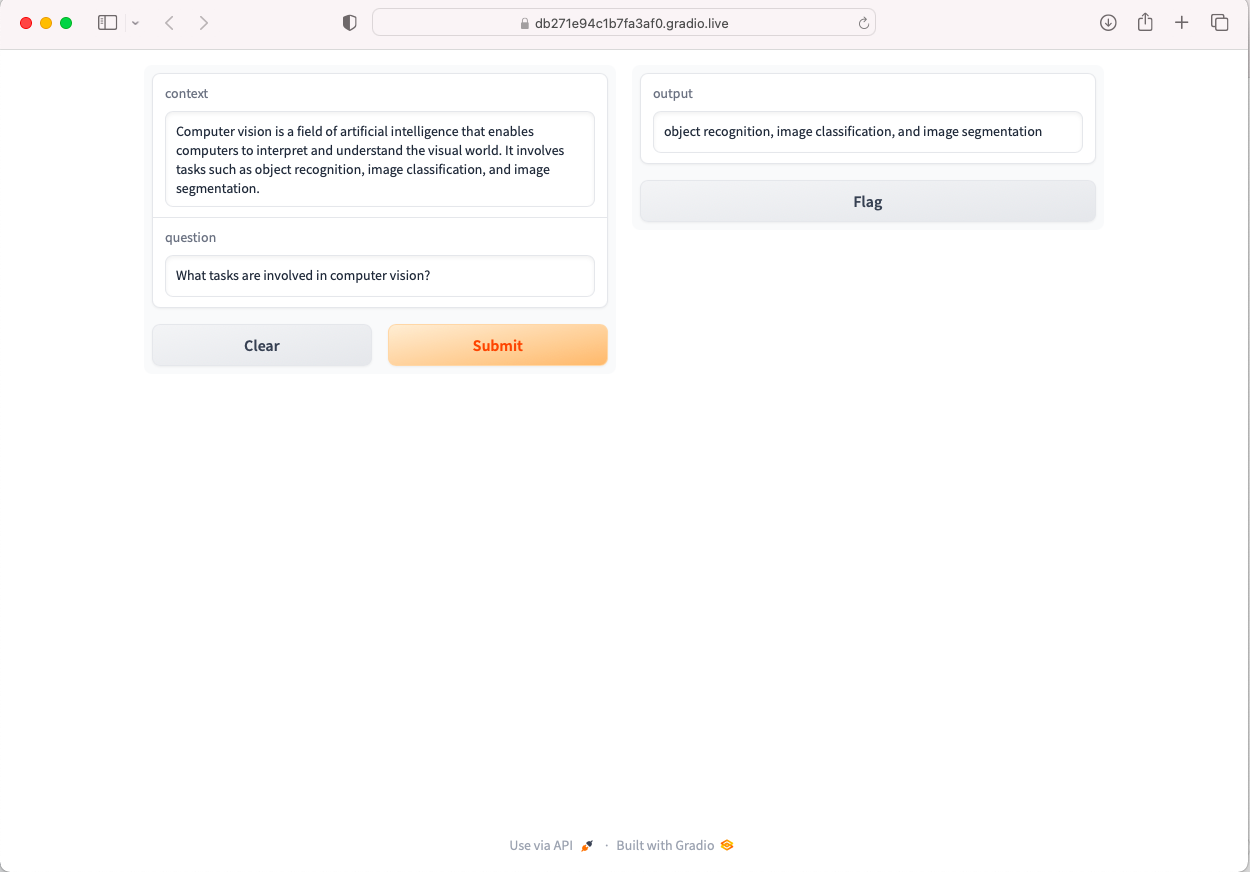 db271e94c1b7fa3af0.gradio.live
context
Computer vision is a field of artificial intelligence that enables
computers to interpret and understand the visual world. It involves
tasks such as object recognition, image classification, and image
segmentation.
question
What tasks are involved in computer vision?
Clear
Submit
output
object recognition, image classification, and image segmentation
Flag
Use via API · Built with Gradio